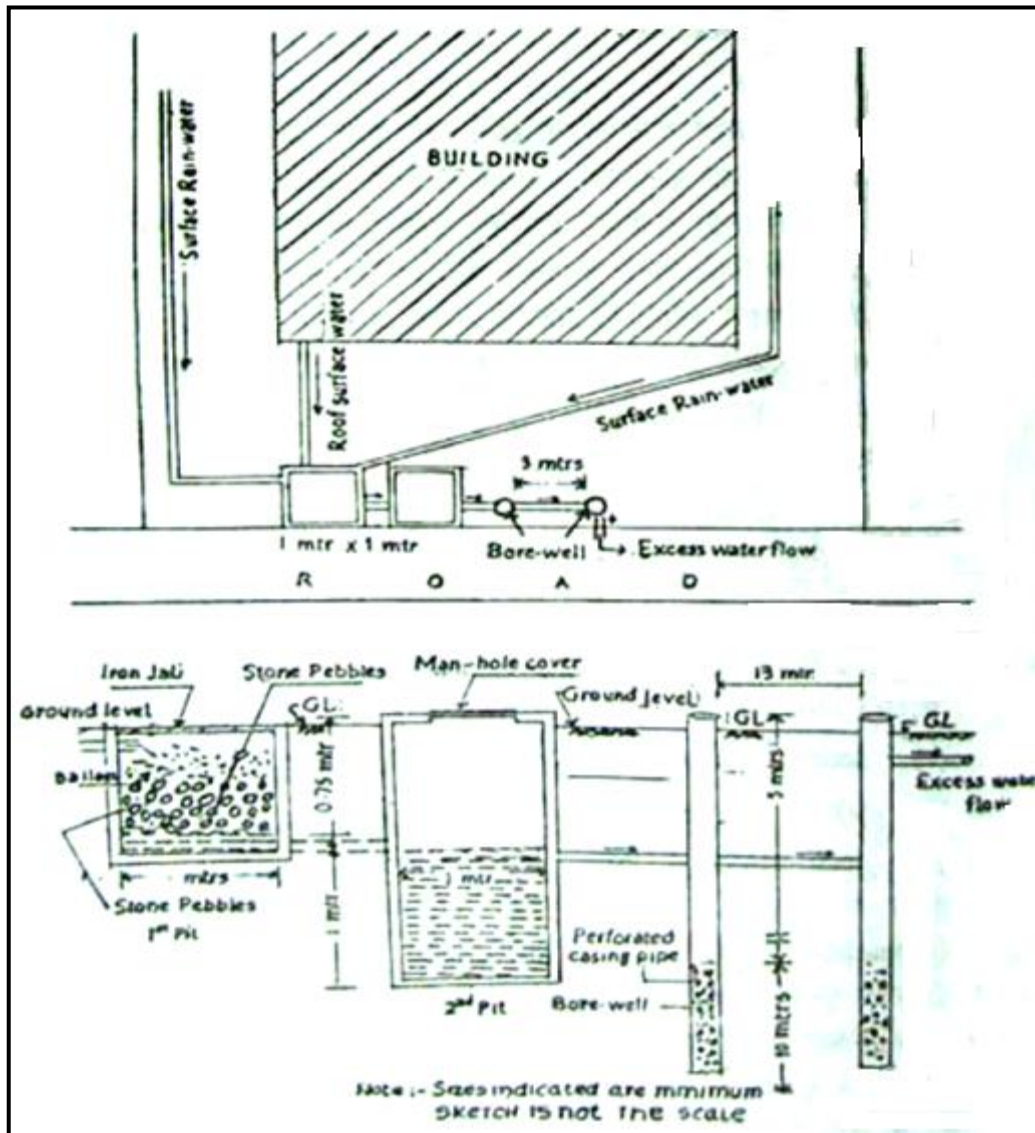 BUILDING
Surface Rain-water
Roof surface water
Surface Rain-water
3 mtrs
1 mtr x 1 mtr
Bore-well
Excess water flow
R O A D
Iron Jali
Stone Pebbles
Man-hole cover
13 mtr
Ground level
GL
Ground level
GL
GL
0.75 mtr
5 mtrs
Excess water
flow
mtrs
1 mtr
mtr
Stone Pebbles
1st Pit
Perforated
casing pipe
Bore-well
2nd Pit
10 mtrs
Note :- Sizes indicated are minimum
SKETCH IS NOT THE SCALE